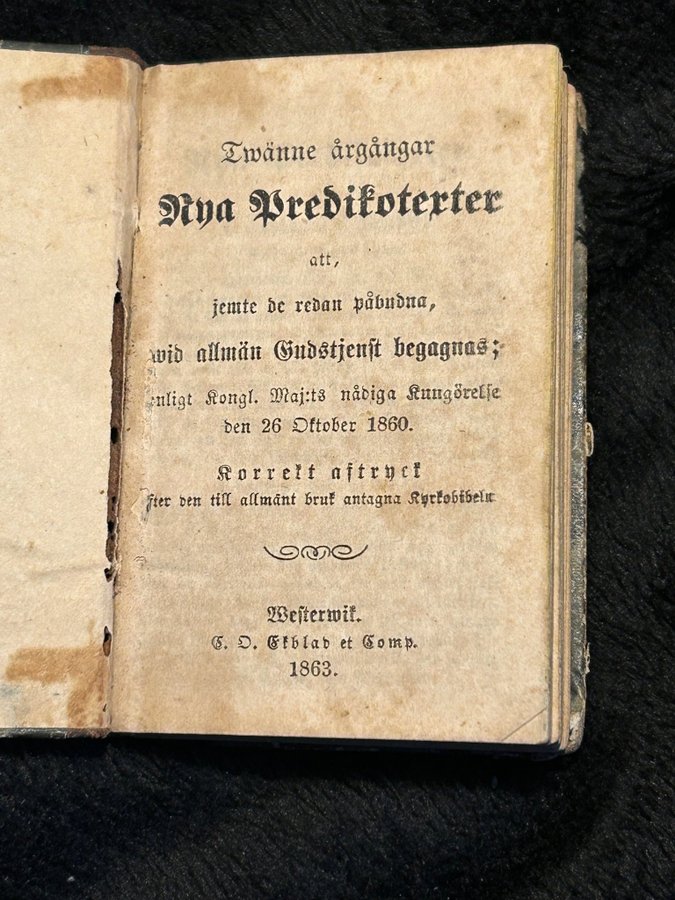 Twänne årgångar
Nya Predikotexter
att,
jemte de redan påbudna,
wid allmän Gudstjenst begagnas;
enligt Kongl. Maj:ts nådiga Kungörelse
den 26 Oktober 1860.
Korrekt aftryck
fter den till allmänt bruk antagna Kyrkobibeln
Westerwik.
C. O. Ekblad et Comp.
1863.